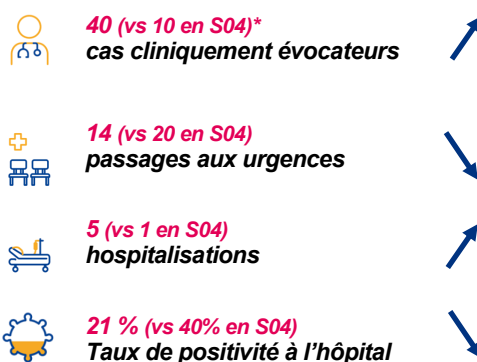 40 (vs 10 en S04)*
cas cliniquement évocateurs
14 (vs 20 en S04)
passages aux urgences
5 (vs 1 en S04)
hospitalisations
21 % (vs 40% en S04)
Taux de positivité à l’hôpital